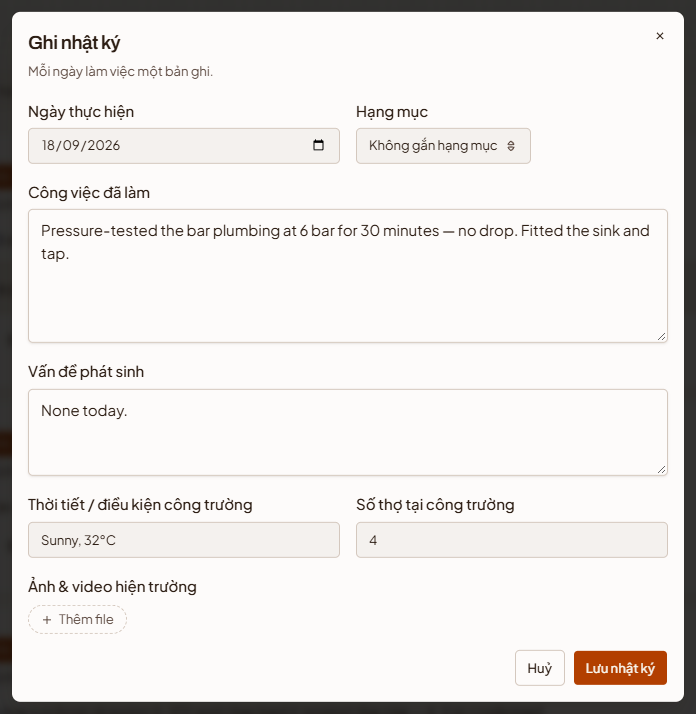 Ghi nhật ký
×
Mỗi ngày làm việc một bản ghi.
Ngày thực hiện
Hạng mục
18/09/2026
Không gắn hạng mục
Công việc đã làm
Pressure-tested the bar plumbing at 6 bar for 30 minutes — no drop. Fitted the sink and
tap.
Vấn đề phát sinh
None today.
Thời tiết / điều kiện công trường
Số thợ tại công trường
Sunny, 32°C
4
Ảnh & video hiện trường
+ Thêm file
Huỷ
Lưu nhật ký